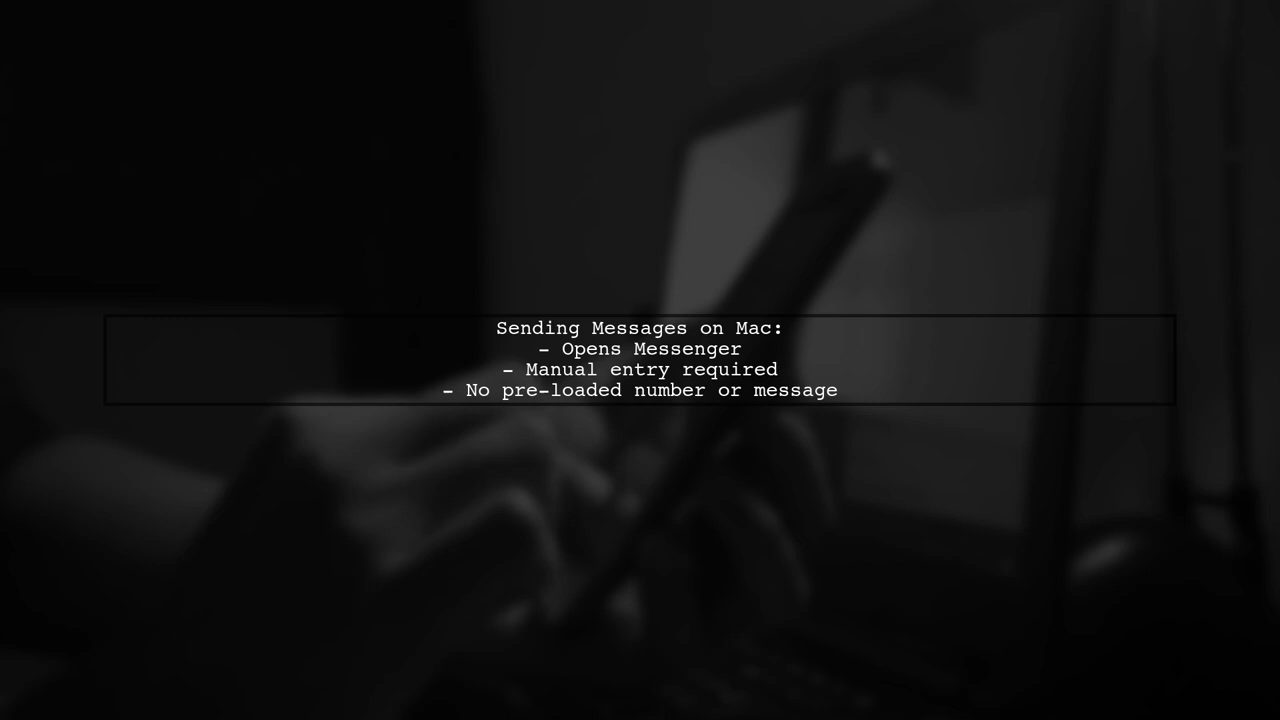 Sending Messages on Mac:
- Opens Messenger
- Manual entry required
- No pre-loaded number or message